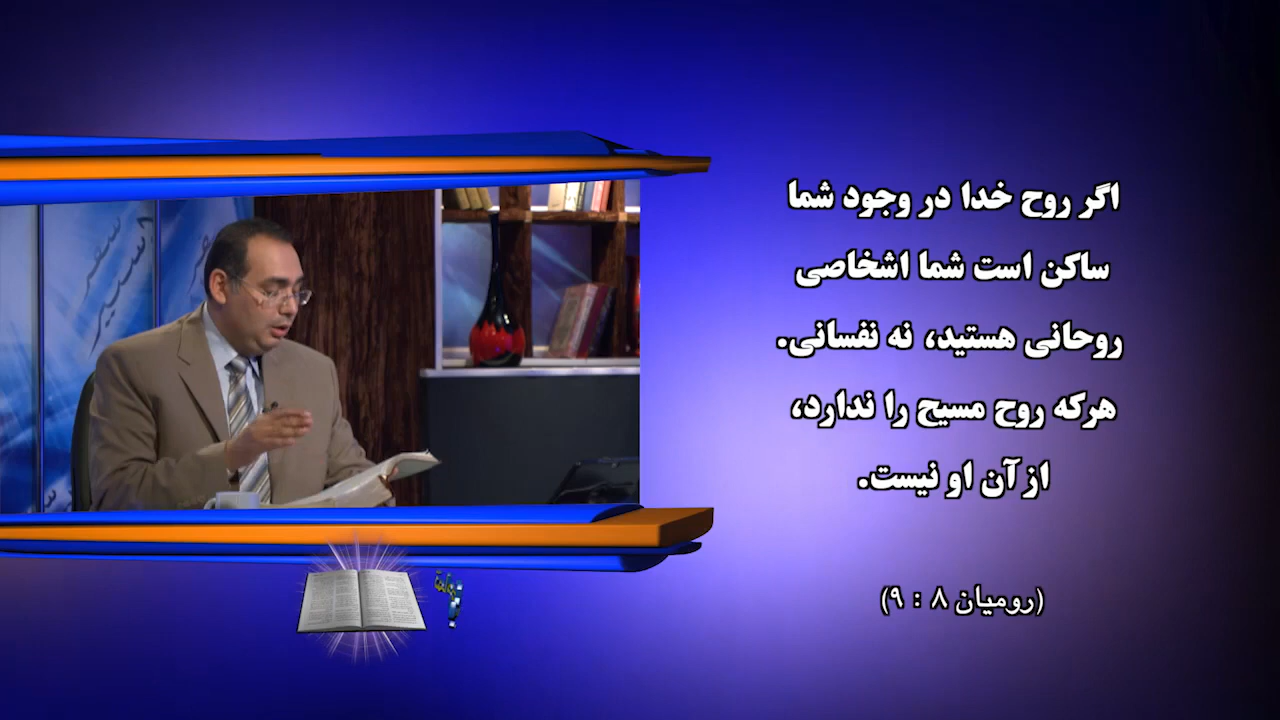 اگر روح خدا در وجود شما
ساکن است شما اشخاصی
روحانی هستید، نه نفسانی.
هرکه روح مسیح را ندارد،
از آن او نیست.
(رومیان ۸ : ۹)